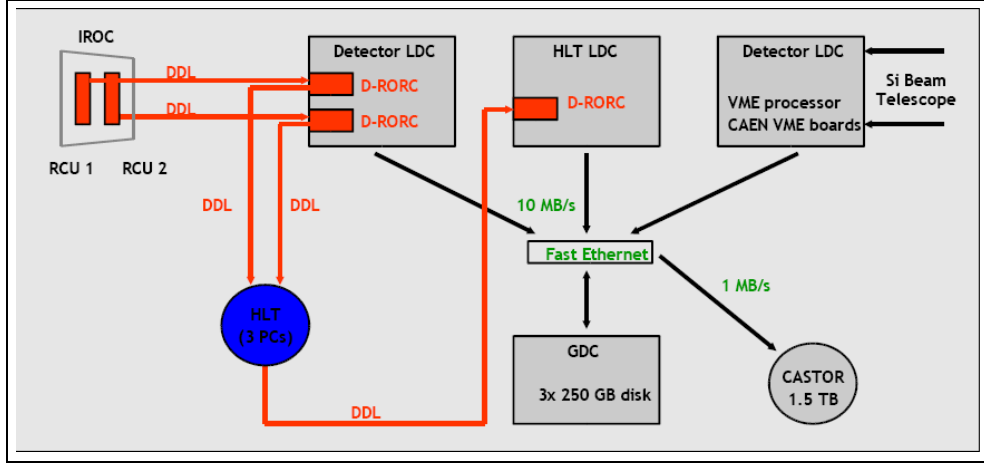 IROC
RCU 1
RCU 2
DDL
DDL
Detector LDC
D-RORC
D-RORC
HLT LDC
D-RORC
Detector LDC
VME processor
CAEN VME boards
Si Beam
Telescope
DDL
DDL
10 MB/s
Fast Ethernet
1 MB/s
HLT
(3 PCs)
DDL
GDC
3x 250 GB disk
CASTOR
1.5 TB